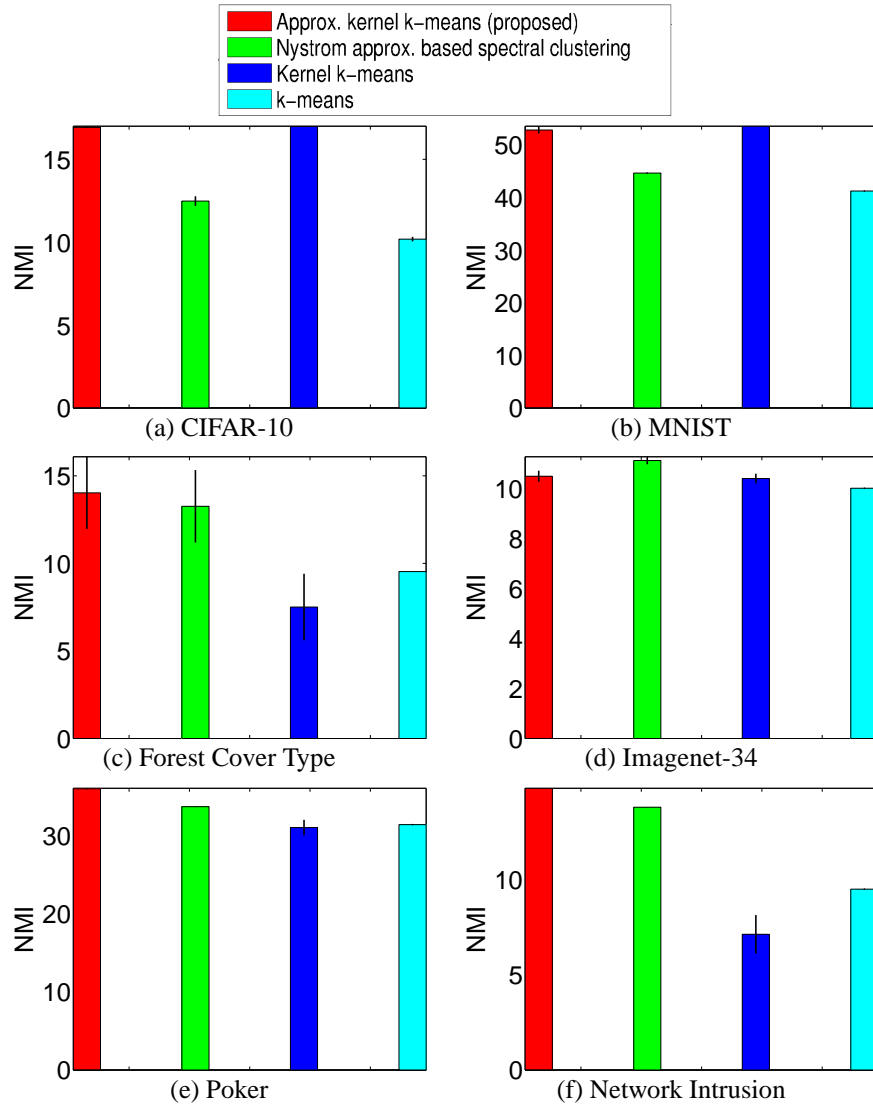 Approx. kernel k−means (proposed)
Nystrom approx. based spectral clustering
Kernel k−means
k−means
15
10
5
0
NMI
(a) CIFAR-10
50
40
30
20
10
0
NMI
(b) MNIST
15
10
5
0
NMI
(c) Forest Cover Type
10
8
6
4
2
0
NMI
(d) Imagenet-34
30
20
10
0
NMI
(e) Poker
10
5
0
NMI
(f) Network Intrusion